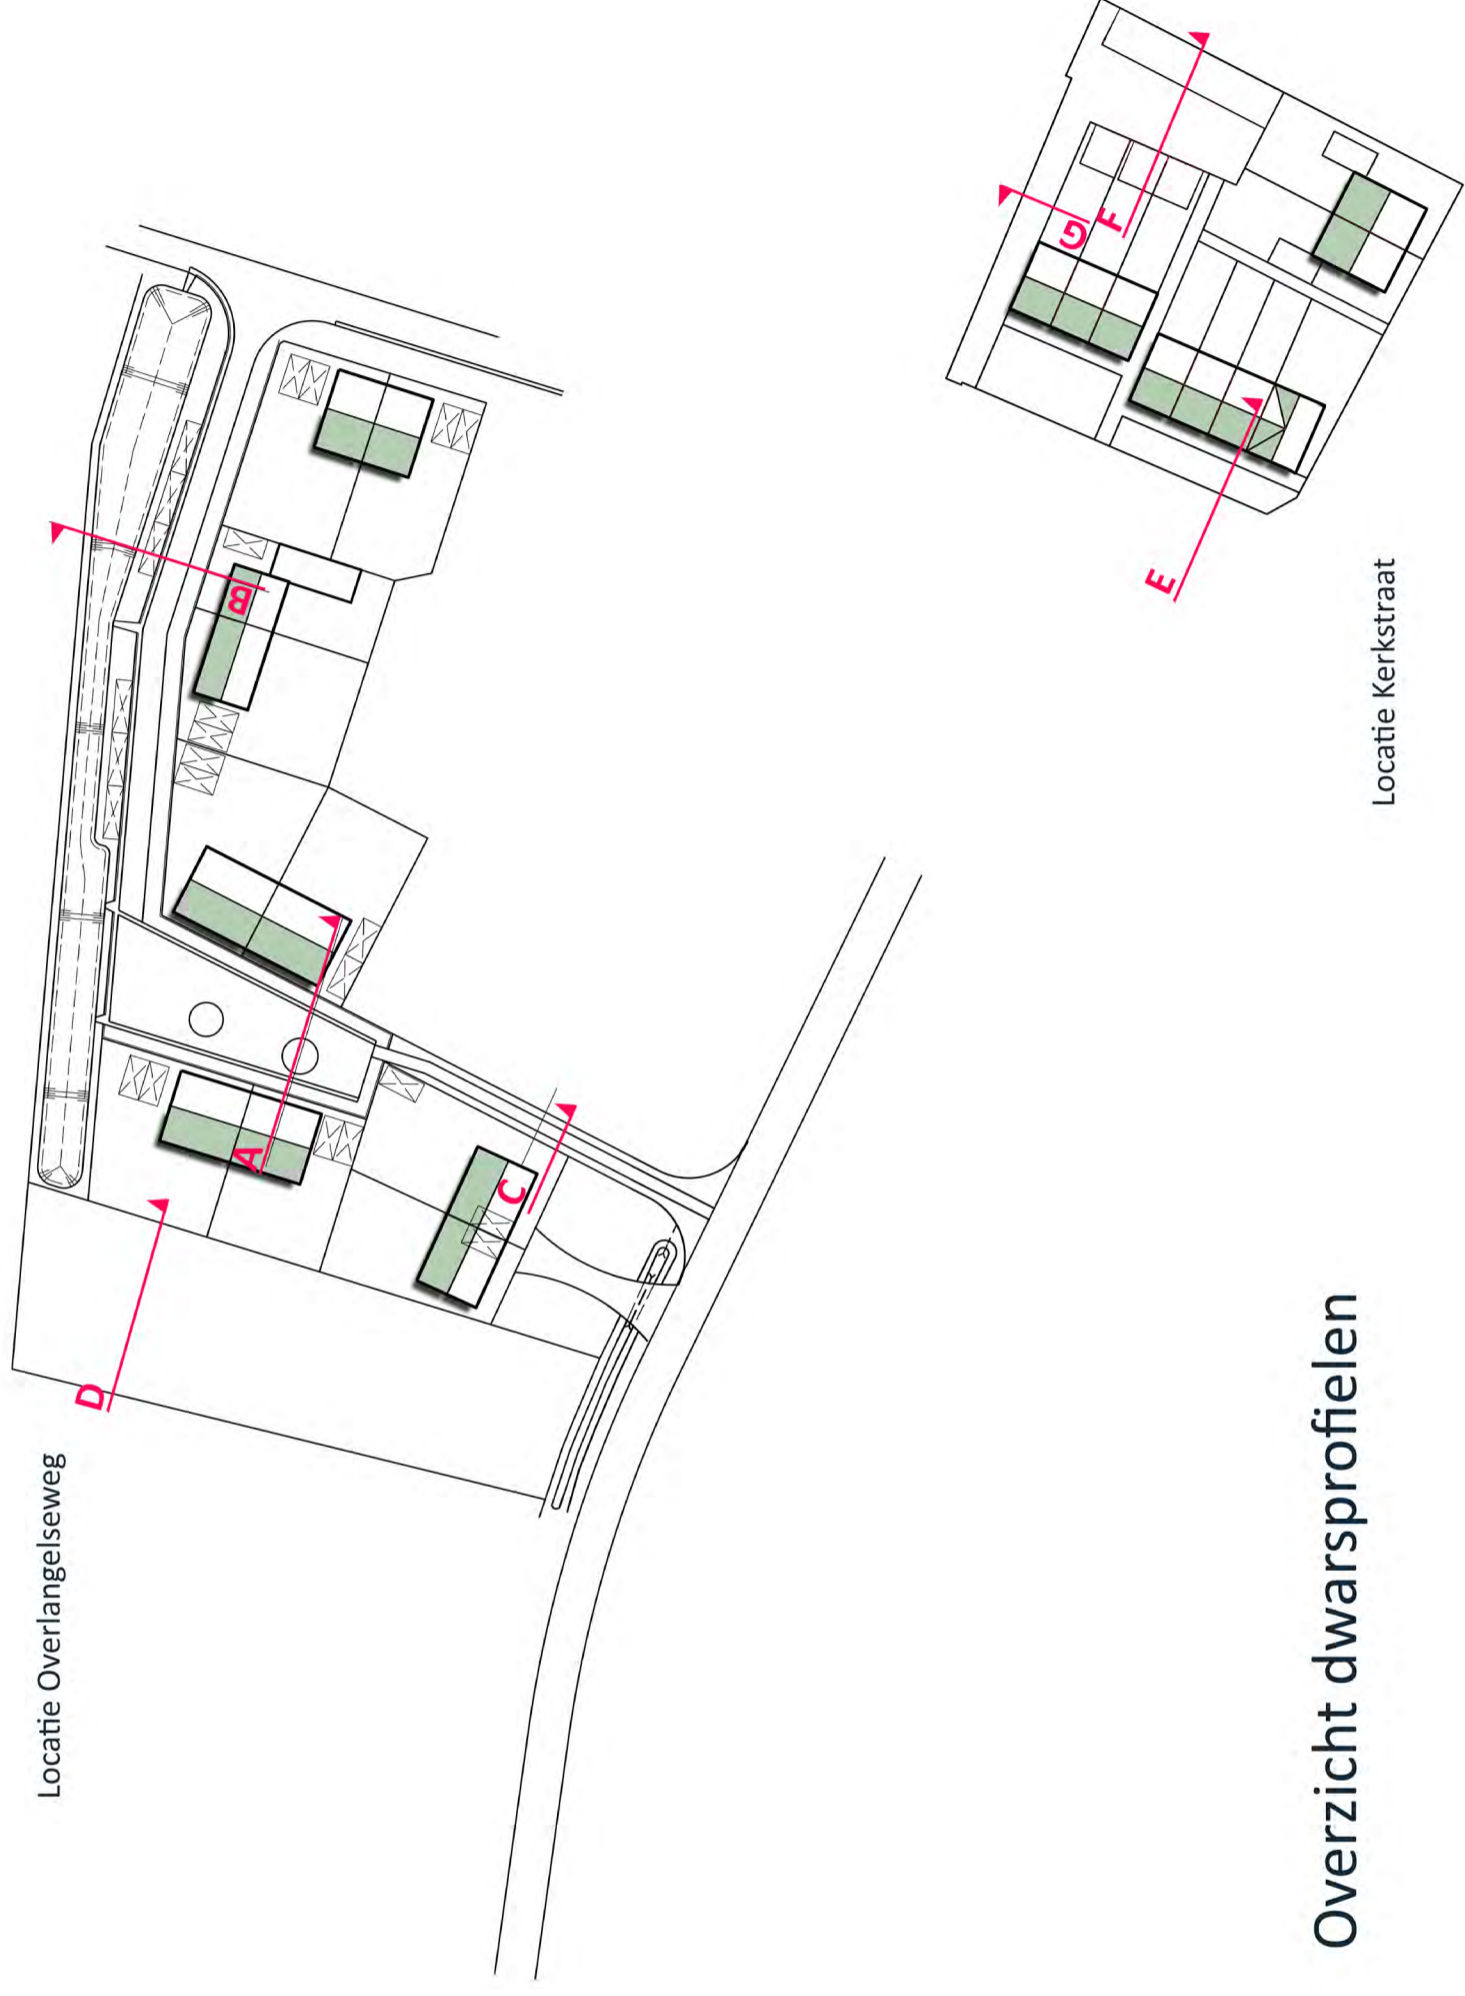 Locatie Overlangelseweg
D
A
B
C
G
F
E
Locatie Kerkstraat
Overzicht dwarsprofielen